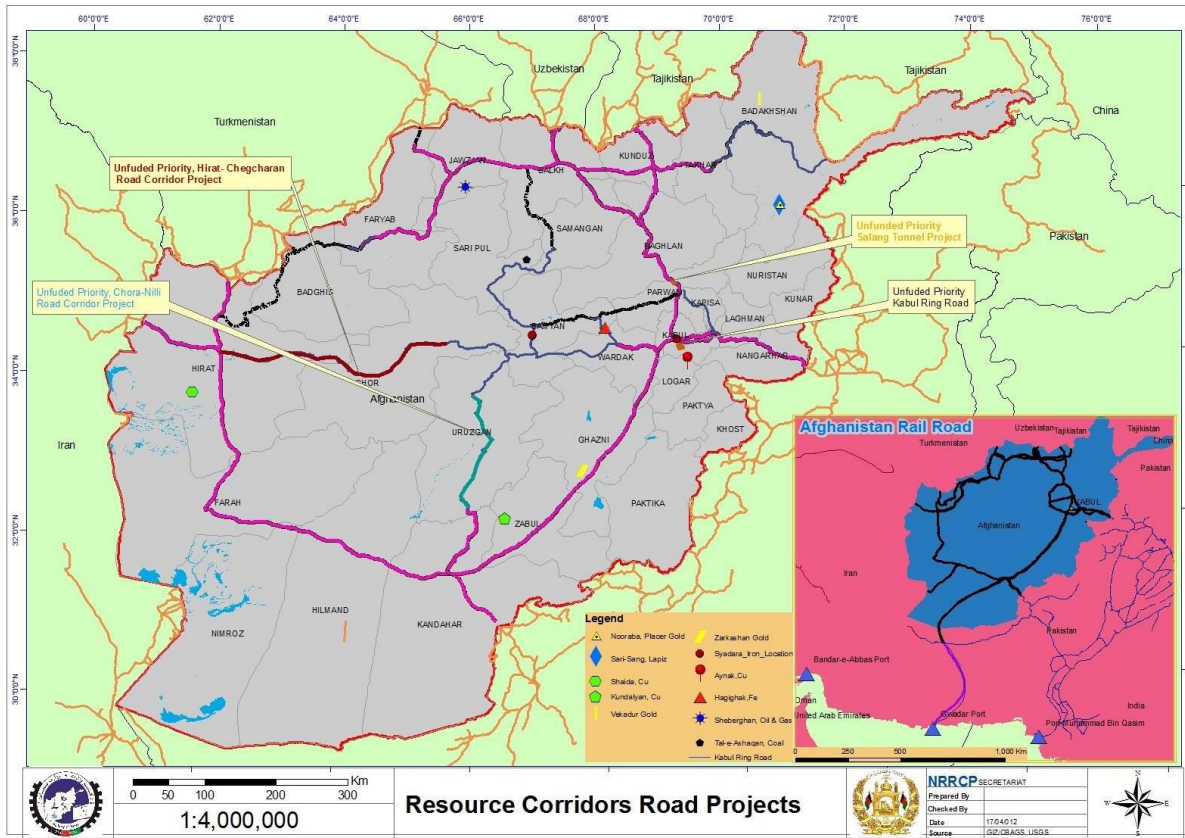 60°0'0"E
62°0'0"E
64°0'0"E
66°0'0"E
68°0'0"E
70°0'0"E
72°0'0"E
74°0'0"E
76°0'0"E
38°0'0"N
36°0'0"N
34°0'0"N
32°0'0"N
30°0'0"N
Uzbekistan
Tajikistan
Tajikistan
China
Turkmenistan
Pakistan
Iran
Afghanistan
Unfuded Priority, Hirat- Chegcharan
Road Corridor Project
Unfuded Priority, Chora-Nilli
Road Corridor Project
Unfunded Priority
Salang Tunnel Project
Unfuded Priority
Kabul Ring Road
BADAKHSHAN
JAWZJAN
BALKH
KUNDUZ
TAKHAR
FARYAB
SARI PUL
SAMANGAN
BAGHLAN
BADGHIS
NURISTAN
KUNAR
PARWAN
KAPISA
LAGHMAN
BAMYAN
KABUL
WARDAK
NANGARHAR
HIRAT
GHOR
LOGAR
PAKTYA
KHOST
URUZGAN
GHAZNI
FARAH
ZABUL
PAKTIKA
NIMROZ
HILMAND
KANDAHAR
Legend
Nooraba, Placer Gold
Sari-Sang, Lapiz
Shaida, Cu
Kundalyan, Cu
Vekadur Gold
Zarkashan Gold
Syadara_Iron_Location
Aynak,Cu
Hagighak,Fe
Sheberghan, Oil & Gas
Tal-e-Ashaqan, Coal
Kabul Ring Road
Afghanistan Rail Road
Uzbekistan
Tajikistan
Tajikistan
Turkmenistan
China
Pakistan
KABUL
Afghanistan
Iran
Pakistan
Bandar-e-Abbas Port
Oman
United Arab Emirates
Gwadar Port
India
Port Muhammad Bin Qasim
0 250 500 1,000 Km
0 50 100 200 300 Km
1:4,000,000
Resource Corridors Road Projects
NRRCP SECRETARIAT
Prepared By
Checked By
Date 17/04/012
Source GIZ/CBAGS, USGS
N
W E
S